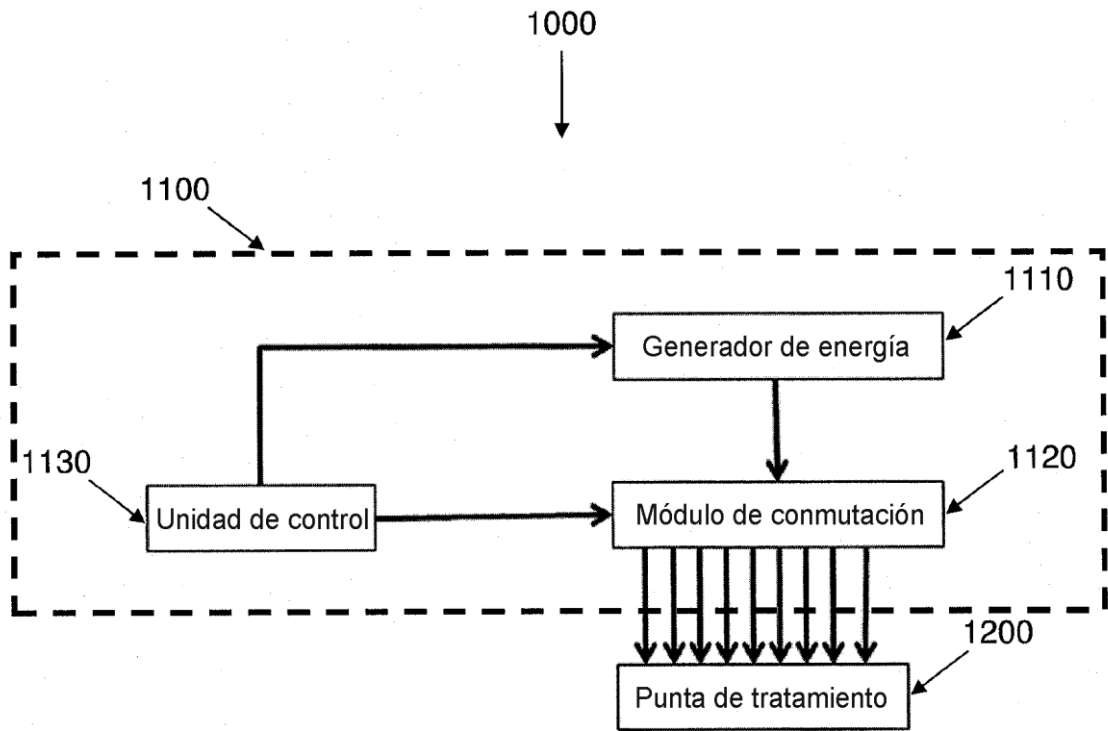 1000
1100
1110
Generador de energía
1130
1120
Unidad de control
Módulo de conmutación
1200
Punta de tratamiento